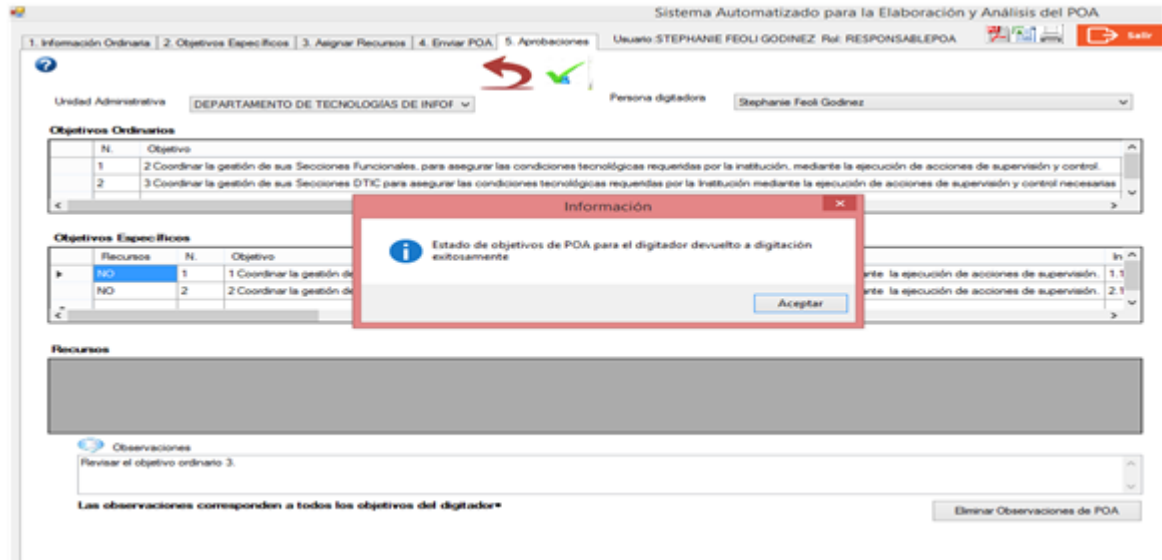 Sistema Automatizado para la Elaboración y Análisis del POA
1. Información Ordinaria 2. Objetivos Específicos 3. Asignar Recursos 4. Enviar POA 5. Aprobaciones Usuario:STEPHANIE FEOLI GODINEZ Rol: RESPONSABLEPOA Salir
Unidad Administrativa DEPARTAMENTO DE TECNOLOGÍAS DE INFOF Persona digitadora Stephanie Feoli Godinez
Objetivos Ordinarios
N. Objetivo
1 2 Coordinar la gestión de sus Secciones Funcionales, para asegurar las condiciones tecnológicas requeridas por la institución, mediante la ejecución de acciones de supervisión y control.
2 3 Coordinar la gestión de sus Secciones DTIC para asegurar las condiciones tecnológicas requeridas por la Institución mediante la ejecución de acciones de supervisión y control necesarias
Información
Estado de objetivos de POA para el digitador devuelto a digitación
exitosamente
Aceptar
Objetivos Específicos
Recursos N. Objetivo In
NO 1 1 Coordinar la gestión de ante la ejecución de acciones de supervisión. 1.1
NO 2 2 Coordinar la gestión de ante la ejecución de acciones de supervisión. 2.1
Recursos
Observaciones
Revisar el objetivo ordinario 3.
Las observaciones corresponden a todos los objetivos del digitador*
Eliminar Observaciones de POA